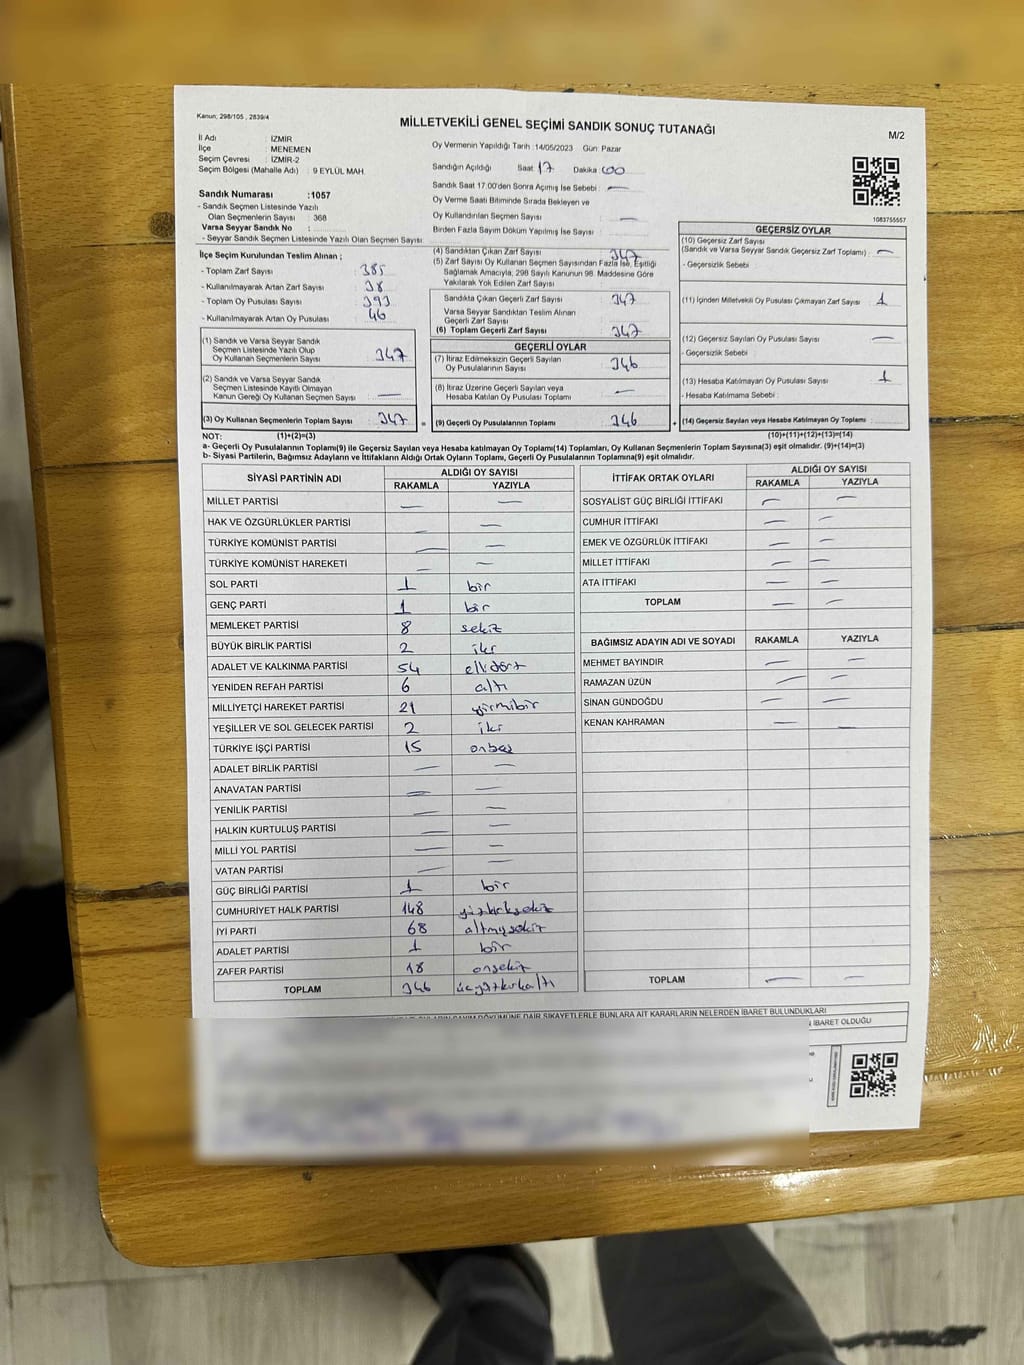 Kanun; 298/105 , 2839/4
MİLLETVEKİLİ GENEL SEÇİMİ SANDIK SONUÇ TUTANAĞI
M/2
İl Adı : İZMİR
İlçe : MENEMEN
Seçim Çevresi : İZMİR-2
Seçim Bölgesi (Mahalle Adı) : 9 EYLÜL MAH.
Sandık Numarası :1057
- Sandık Seçmen Listesinde Yazılı
Olan Seçmenlerin Sayısı : 368
Varsa Seyyar Sandık No :
- Seyyar Sandık Seçmen Listesinde Yazılı Olan Seçmen Sayısı:
İlçe Seçim Kurulundan Teslim Alınan ;
- Toplam Zarf Sayısı : 385
- Kullanılmayarak Artan Zarf Sayısı : 38
- Toplam Oy Pusulası Sayısı : 393
- Kullanılmayarak Artan Oy Pusulası : 46
(1) Sandık ve Varsa Seyyar Sandık
Seçmen Listesinde Yazılı Olup
Oy Kullanan Seçmenlerin Sayısı : 347
(2) Sandık ve Varsa Seyyar Sandık
Seçmen Listesinde Kayıtlı Olmayan
Kanun Gereği Oy Kullanan Seçmen Sayısı : —
(3) Oy Kullanan Seçmenlerin Toplam Sayısı : 347 =
Oy Vermenin Yapıldığı Tarih :14/05/2023 Gün: Pazar
Sandığın Açıldığı Saat: 17 Dakika: 00
Sandık Saat 17:00'den Sonra Açımış İse Sebebi : —
Oy Verme Saati Bitiminde Sırada Bekleyen ve
Oy Kullandırılan Seçmen Sayısı : —
Birden Fazla Sayım Döküm Yapılmış İse Sayısı :
(4) Sandıktan Çıkan Zarf Sayısı : 347
(5) Zarf Sayısı Oy Kullanan Seçmen Sayısından Fazla İse, Eşitliği
Sağlamak Amacıyla, 298 Sayılı Kanunun 98. Maddesine Göre
Yakılarak Yok Edilen Zarf Sayısı :
Sandıkta Çıkan Geçerli Zarf Sayısı : 347
Varsa Seyyar Sandıktan Teslim Alınan
Geçerli Zarf Sayısı :
(6) Toplam Geçerli Zarf Sayısı : 347
GEÇERLİ OYLAR
(7) İtiraz Edilmeksizin Geçerli Sayılan
Oy Pusulalarının Sayısı : 346
(8) İtiraz Üzerine Geçerli Sayılan veya
Hesaba Katılan Oy Pusulası Toplamı : —
(9) Geçerli Oy Pusulalarının Toplamı : 346 +
1083755557
GEÇERSİZ OYLAR
(10) Geçersiz Zarf Sayısı
(Sandık ve Varsa Seyyar Sandık Geçersiz Zarf Toplamı) : —
- Geçersizlik Sebebi :
(11) İçinden Milletvekili Oy Pusulası Çıkmayan Zarf Sayısı : 1
(12) Geçersiz Sayılan Oy Pusulası Sayısı : —
- Geçersizlik Sebebi :
(13) Hesaba Katılmayan Oy Pusulası Sayısı : 1
- Hesaba Katılmama Sebebi :
(14) Geçersiz Sayılan veya Hesaba Katılmayan Oy Toplamı :
NOT: (1)+(2)=(3) (10)+(11)+(12)+(13)=(14)
a- Geçerli Oy Pusulalarının Toplamı(9) ile Geçersiz Sayılan veya Hesaba katılmayan Oy Toplamı(14) Toplamları, Oy Kullanan Seçmenlerin Toplam Sayısına(3) eşit olmalıdır. (9)+(14)=(3)
b- Siyasi Partilerin, Bağımsız Adayların ve İttifakların Aldığı Ortak Oyların Toplamı, Geçerli Oy Pusulalarının Toplamına(9) eşit olmalıdır.
SİYASİ PARTİNİN ADI ALDIĞI OY SAYISI
RAKAMLA YAZIYLA
MİLLET PARTİSİ — —
HAK VE ÖZGÜRLÜKLER PARTİSİ —
TÜRKİYE KOMÜNİST PARTİSİ — —
TÜRKİYE KOMÜNİST HAREKETİ — —
SOL PARTİ 1 bir
GENÇ PARTİ 1 bir
MEMLEKET PARTİSİ 8 sekiz
BÜYÜK BİRLİK PARTİSİ 2 iki
ADALET VE KALKINMA PARTİSİ 54 ellidört
YENİDEN REFAH PARTİSİ 6 altı
MİLLİYETÇİ HAREKET PARTİSİ 21 yirmibir
YEŞİLLER VE SOL GELECEK PARTİSİ 2 iki
TÜRKİYE İŞÇİ PARTİSİ 15 onbeş
ADALET BİRLİK PARTİSİ — —
ANAVATAN PARTİSİ — —
YENİLİK PARTİSİ — —
HALKIN KURTULUŞ PARTİSİ — —
MİLLİ YOL PARTİSİ — —
VATAN PARTİSİ — —
GÜÇ BİRLİĞİ PARTİSİ 1 bir
CUMHURİYET HALK PARTİSİ 148 yüzkırksekiz
İYİ PARTİ 68 altmışsekiz
ADALET PARTİSİ 1 bir
ZAFER PARTİSİ 18 onsekiz
TOPLAM 346 üçyüzkırkaltı
İTTİFAK ORTAK OYLARI ALDIĞI OY SAYISI
RAKAMLA YAZIYLA
SOSYALİST GÜÇ BİRLİĞİ İTTİFAKI — —
CUMHUR İTTİFAKI — —
EMEK VE ÖZGÜRLÜK İTTİFAKI — —
MİLLET İTTİFAKI — —
ATA İTTİFAKI — —
TOPLAM — —
BAĞIMSIZ ADAYIN ADI VE SOYADI RAKAMLA YAZIYLA
MEHMET BAYINDIR — —
RAMAZAN ÜZÜN — —
SİNAN GÜNDOĞDU — —
KENAN KAHRAMAN — —
TOPLAM — —
SAYIM DÖKÜMÜNE DAİR ŞİKAYETLERLE BUNLARA AİT KARARLARIN NELERDEN İBARET BULUNDUKLARI
İBARET OLDUĞU